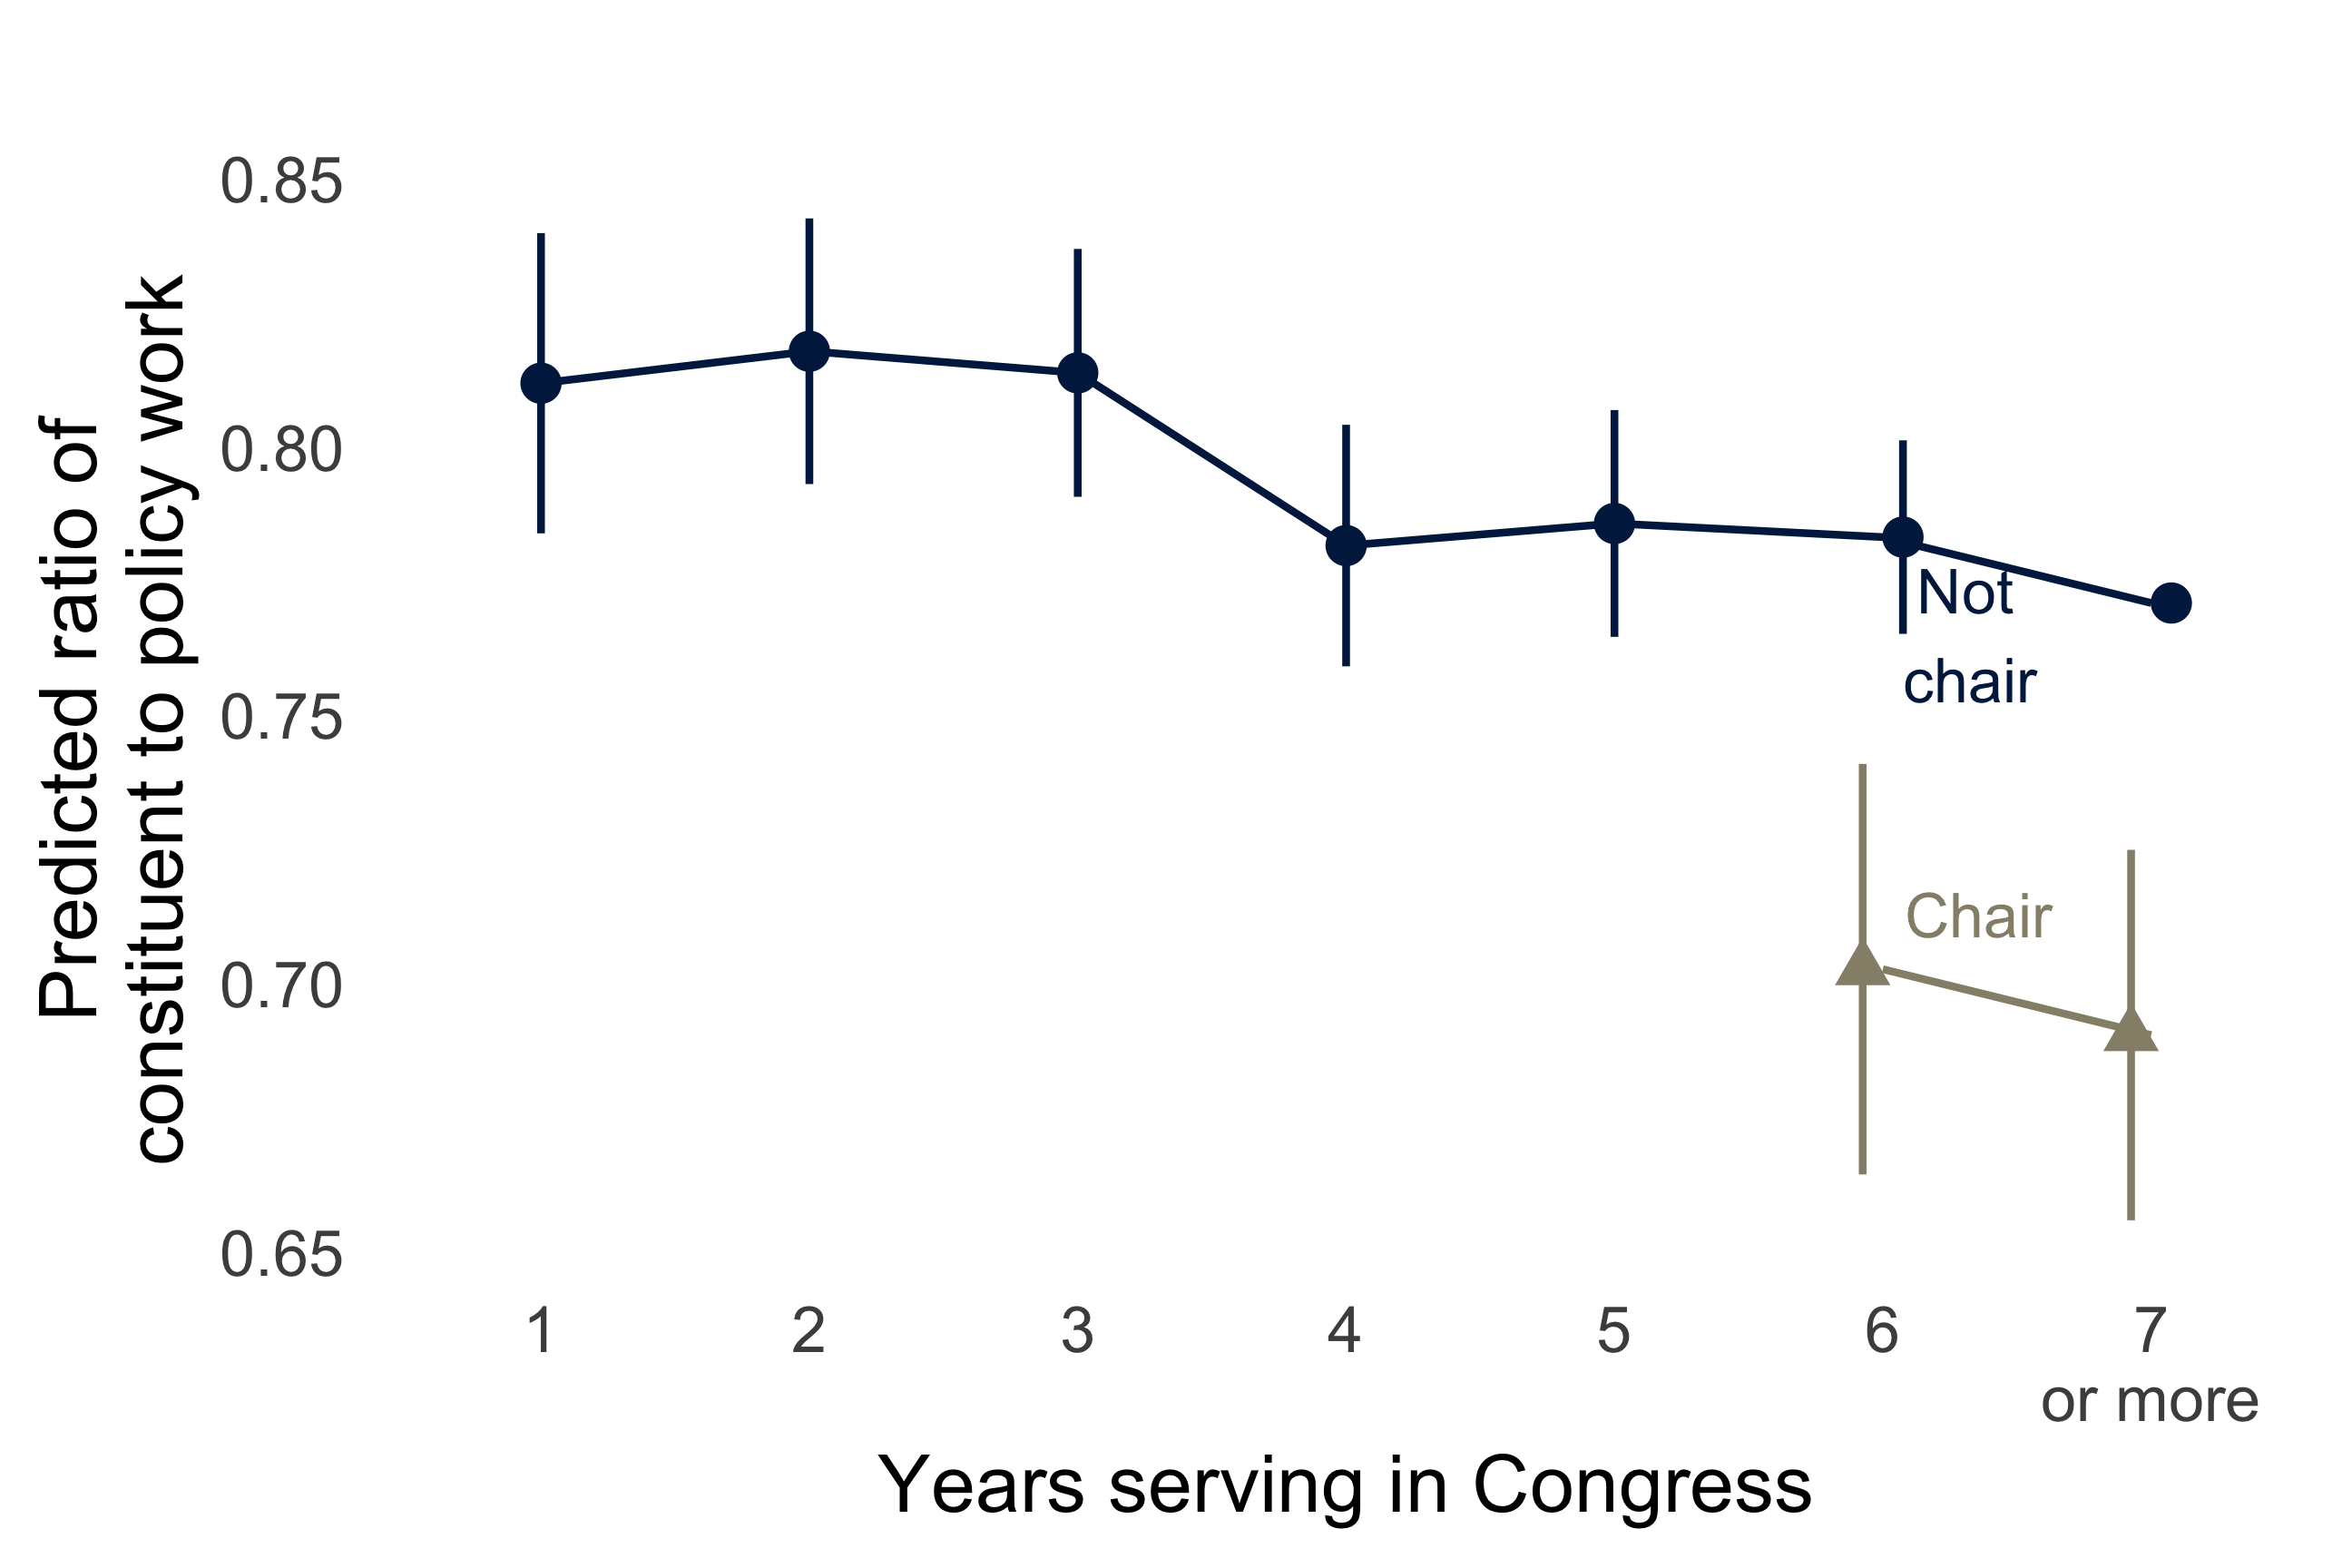 Predicted ratio of
constituent to policy work
0.85
0.80
0.75
0.70
0.65
Not
chair
Chair
1 2 3 4 5 6 7
or more
Years serving in Congress